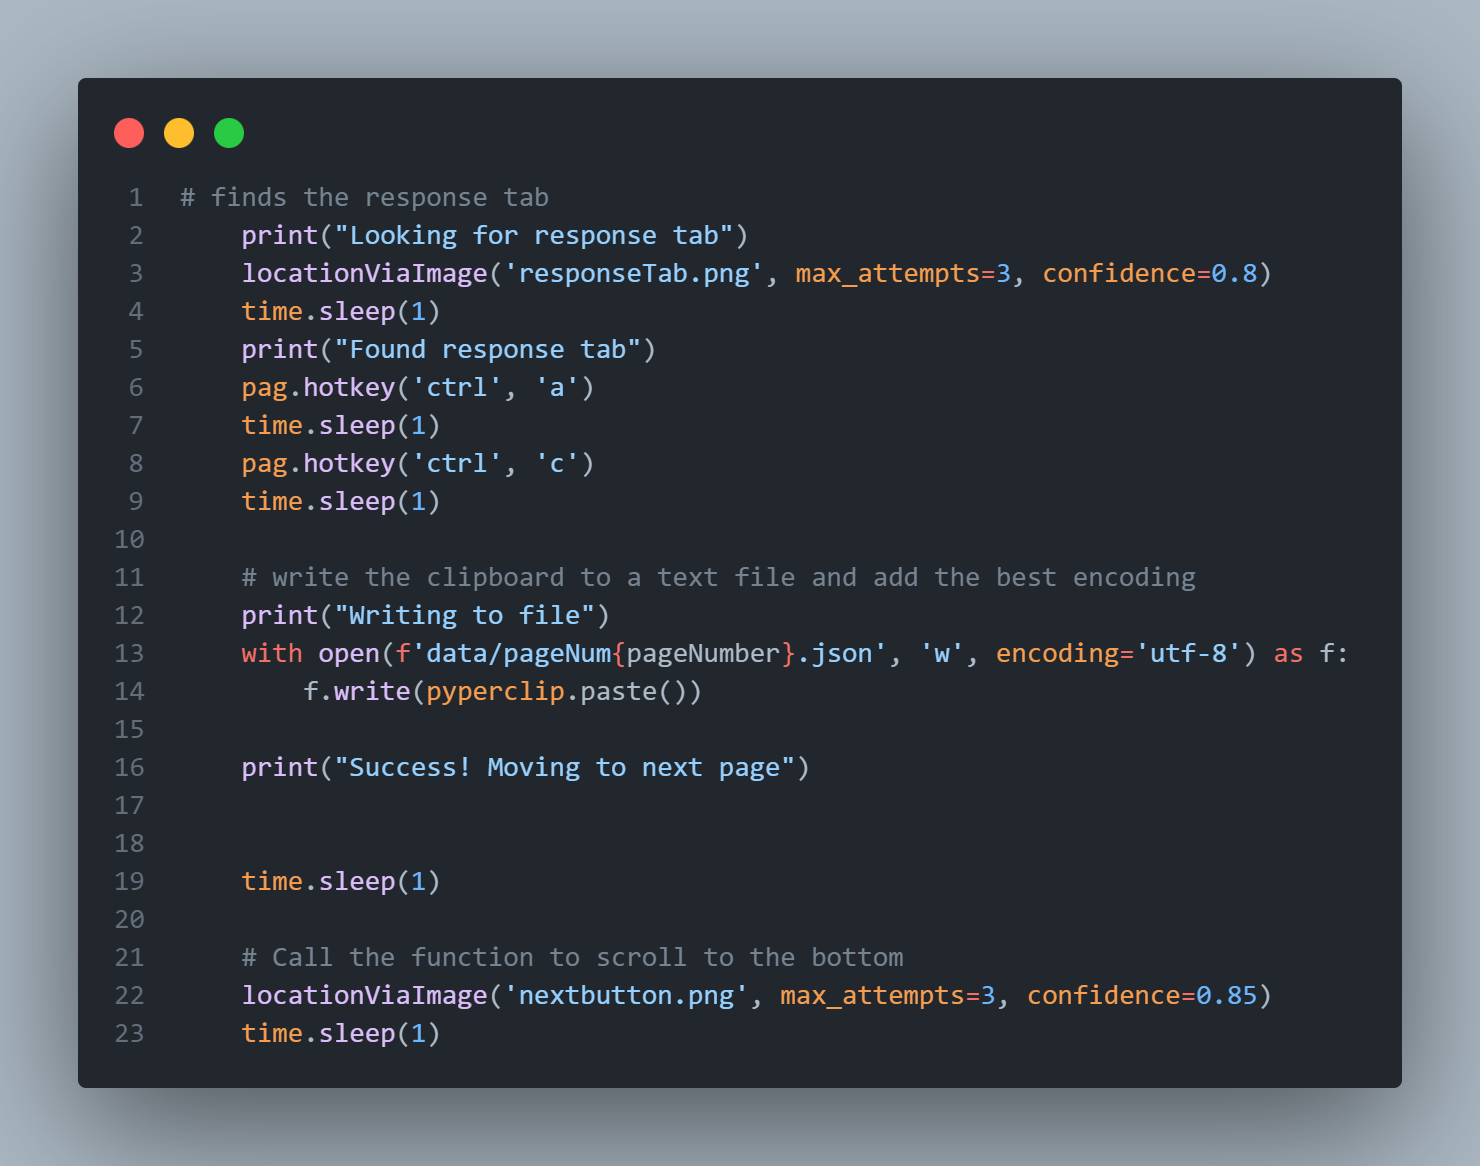 1 # finds the response tab
2     print("Looking for response tab")
3     locationViaImage('responseTab.png', max_attempts=3, confidence=0.8)
4     time.sleep(1)
5     print("Found response tab")
6     pag.hotkey('ctrl', 'a')
7     time.sleep(1)
8     pag.hotkey('ctrl', 'c')
9     time.sleep(1)
10
11     # write the clipboard to a text file and add the best encoding
12     print("Writing to file")
13     with open(f'data/pageNum{pageNumber}.json', 'w', encoding='utf-8') as f:
14         f.write(pyperclip.paste())
15
16     print("Success! Moving to next page")
17
18
19     time.sleep(1)
20
21     # Call the function to scroll to the bottom
22     locationViaImage('nextbutton.png', max_attempts=3, confidence=0.85)
23     time.sleep(1)